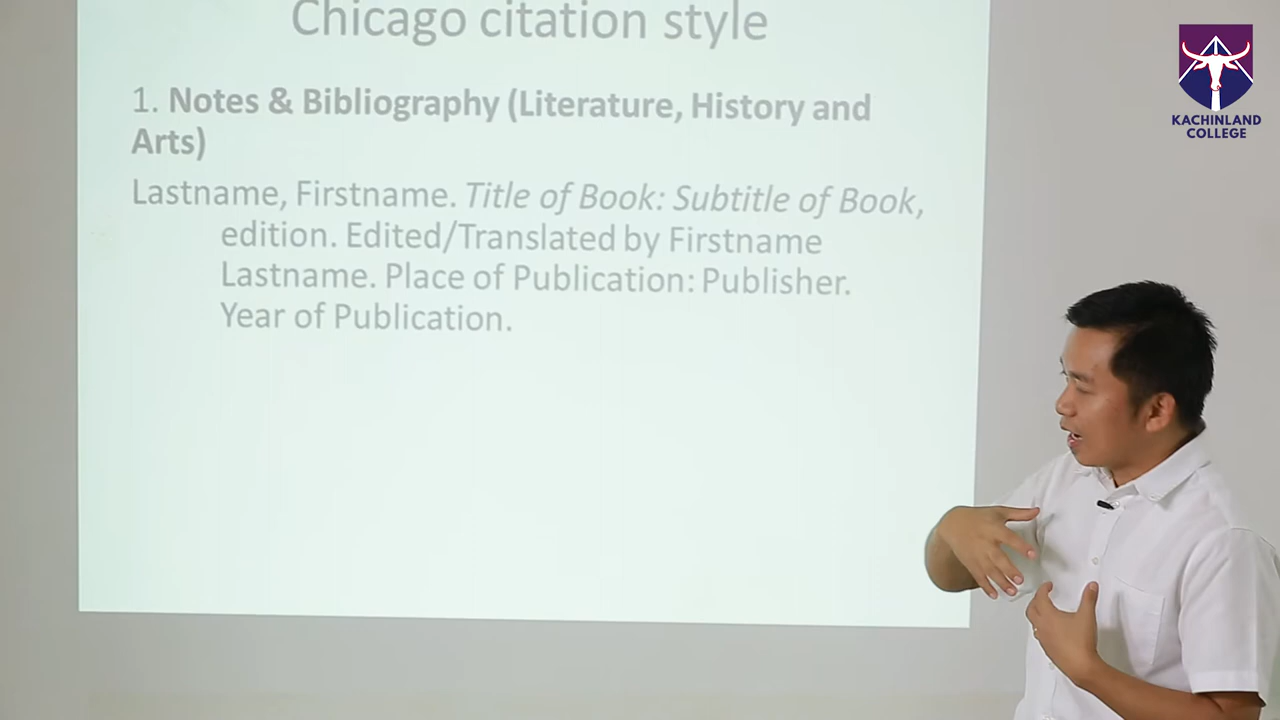 Chicago citation style
1. Notes & Bibliography (Literature, History and
Arts)
Lastname, Firstname. Title of Book: Subtitle of Book,
edition. Edited/Translated by Firstname
Lastname. Place of Publication: Publisher.
Year of Publication.
KACHINLAND
COLLEGE